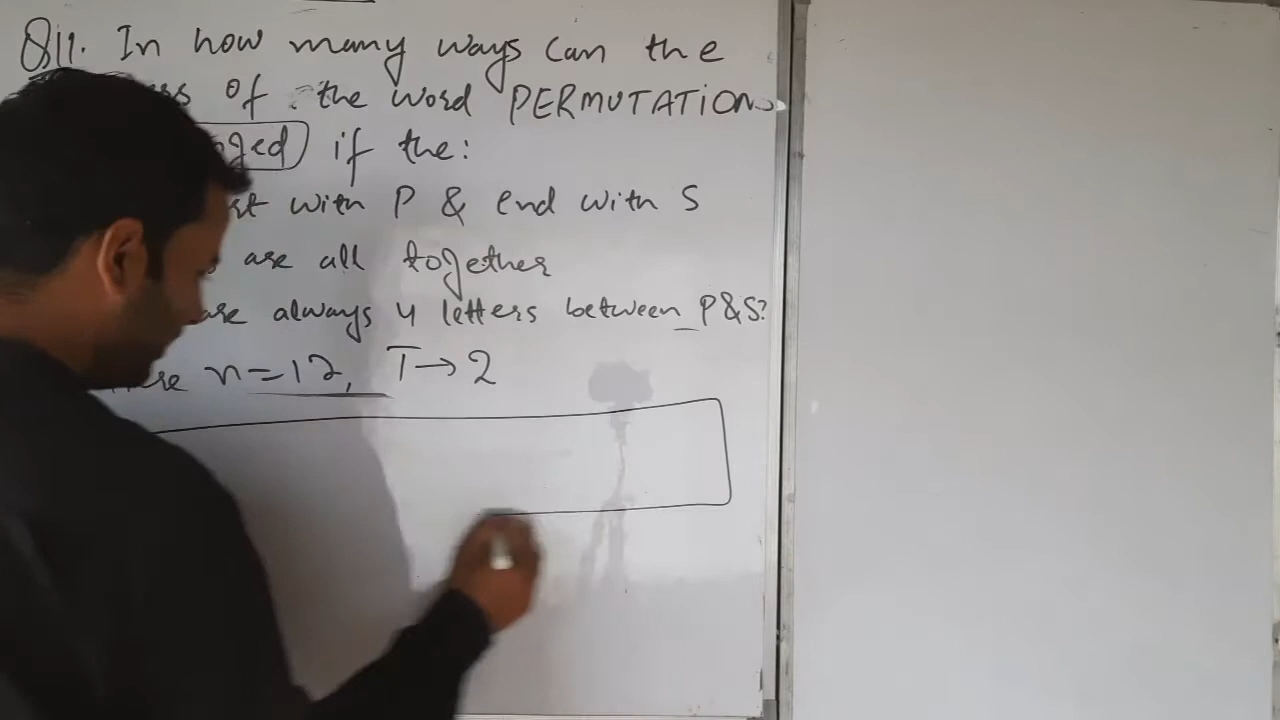 Q11. In how many ways can the
of the word PERMUTATIONS
if the:
with P & end with S
are all together
are always 4 letters between P&S?
n=12, T→2